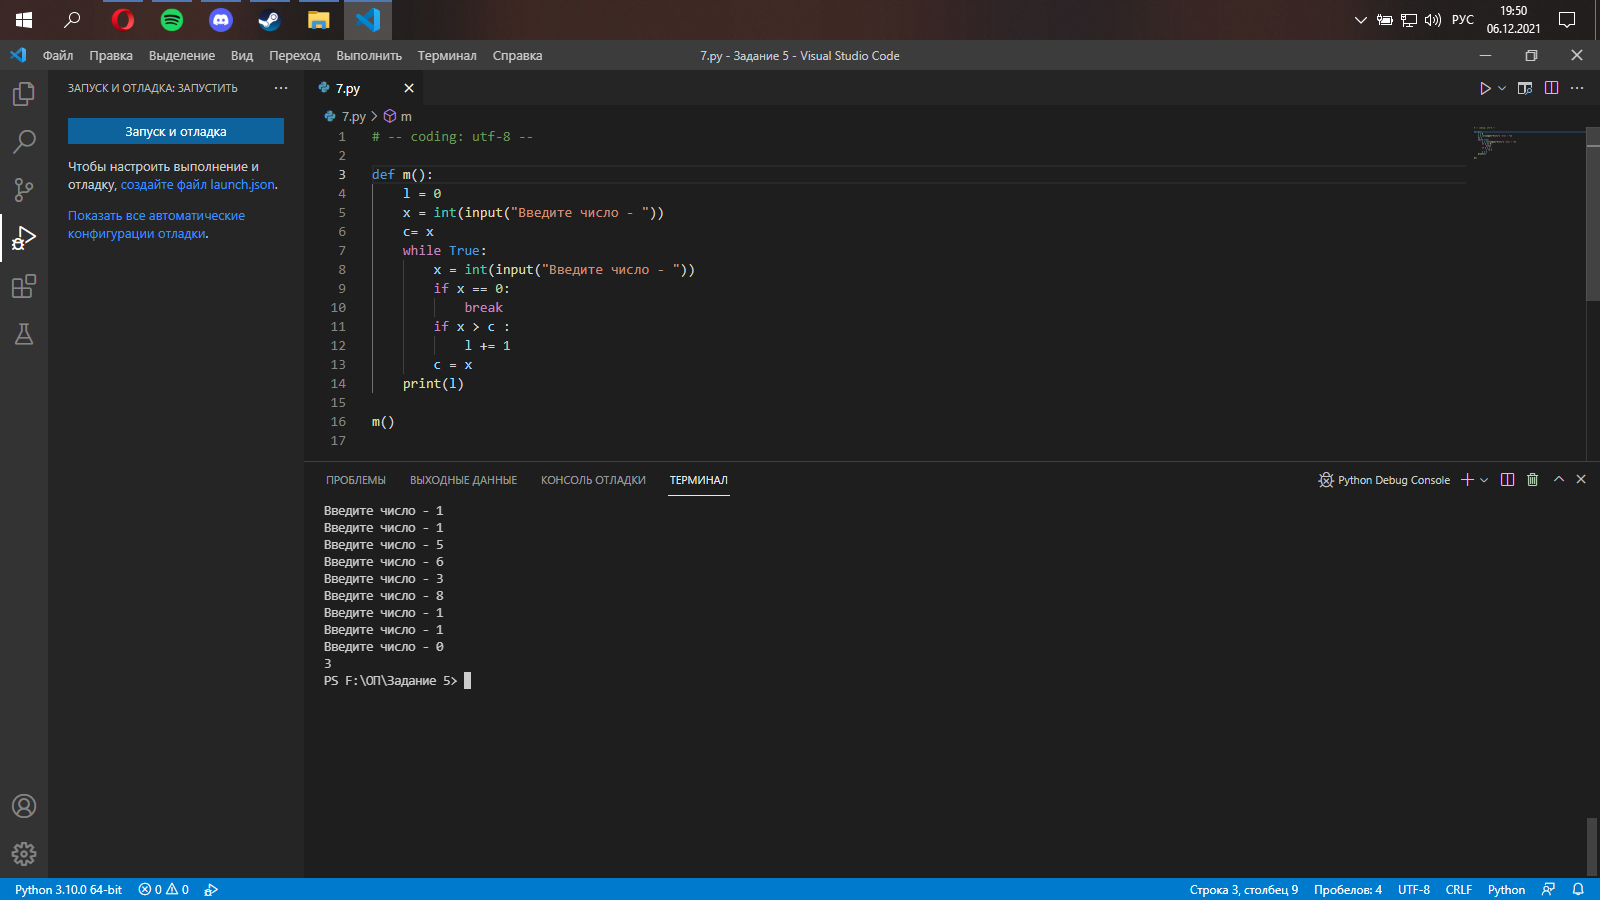 РУС
19:50
06.12.2021
Файл Правка Выделение Вид Переход Выполнить Терминал Справка
7.py - Задание 5 - Visual Studio Code
ЗАПУСК И ОТЛАДКА: ЗАПУСТИТЬ
Запуск и отладка
Чтобы настроить выполнение и
отладку, создайте файл launch.json.
Показать все автоматические
конфигурации отладки.
7.py
7.py > m
1 # -- coding: utf-8 --
2
3 def m():
4 l = 0
5 x = int(input("Введите число - "))
6 c= x
7 while True:
8 x = int(input("Введите число - "))
9 if x == 0:
10 break
11 if x > c :
12 l += 1
13 c = x
14 print(l)
15
16 m()
17
ПРОБЛЕМЫ ВЫХОДНЫЕ ДАННЫЕ КОНСОЛЬ ОТЛАДКИ ТЕРМИНАЛ
Python Debug Console
Введите число - 1
Введите число - 1
Введите число - 5
Введите число - 6
Введите число - 3
Введите число - 8
Введите число - 1
Введите число - 1
Введите число - 0
3
PS F:\ОП\Задание 5>
Python 3.10.0 64-bit 0 0
Строка 3, столбец 9 Пробелов: 4 UTF-8 CRLF Python